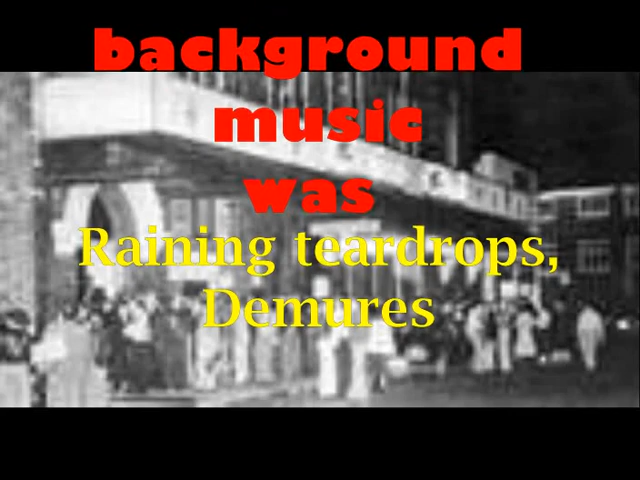 background
music
was
Raining teardrops,
Demures